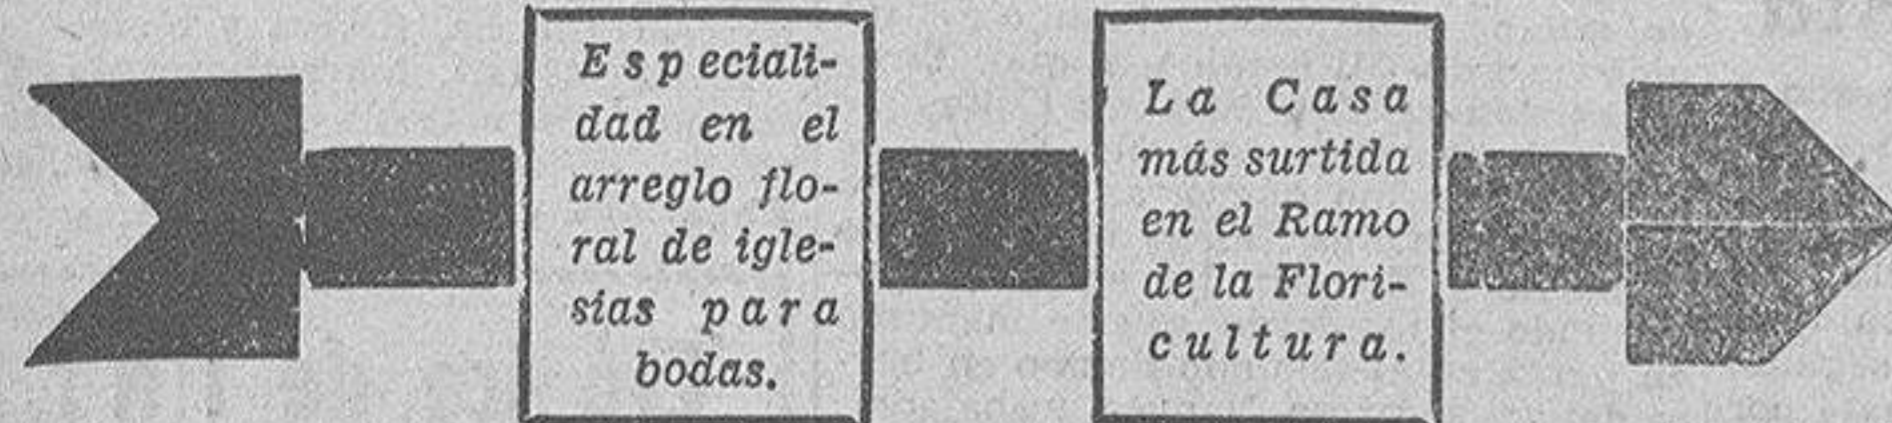 Especiali-
dad en el
arreglo flo-
ral de igle-
sias para
bodas.
La Casa
más surtida
en el Ramo
de la Flori-
cultura.